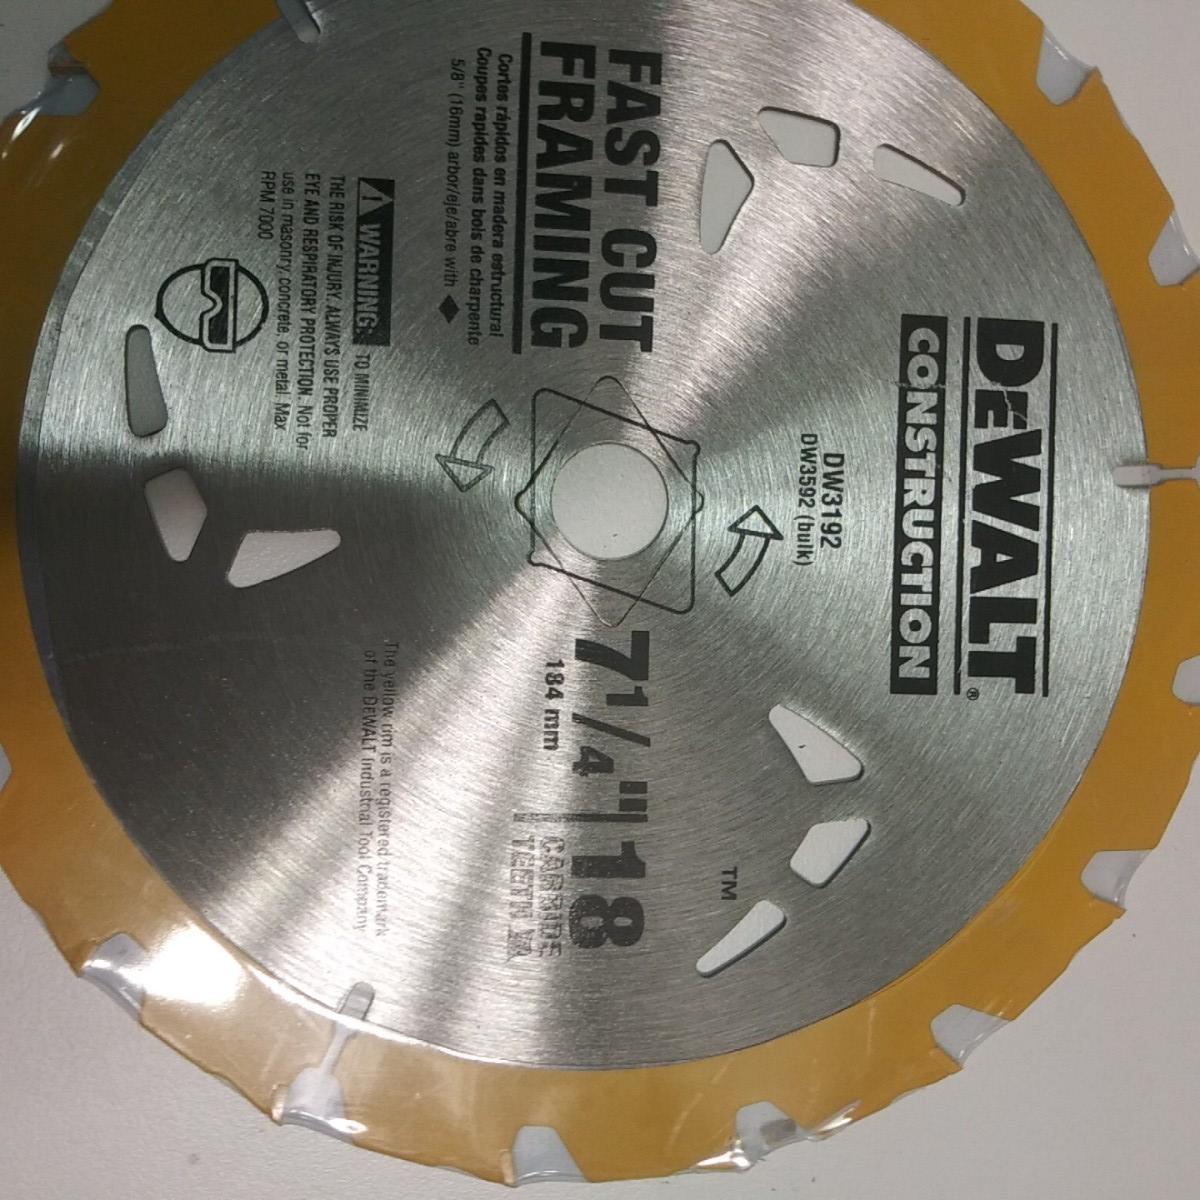 DEWALT®
CONSTRUCTION
DW3192
DW3592 (bulk)
FAST CUT
FRAMING
Cortes rápidos en madera estructural
Coupes rapides dans bois de charpente
5/8" (16mm) arbor/eje/abre with ◆
WARNING: TO MINIMIZE
THE RISK OF INJURY. ALWAYS USE PROPER
EYE AND RESPIRATORY PROTECTION. Not for
use in masonry, concrete, or metal. Max
RPM 7000
7 1/4" 18
184 mm
CARBIDE
TEETH
TM
The yellow rim is a registered trademark
of the DEWALT Industrial Tool Company